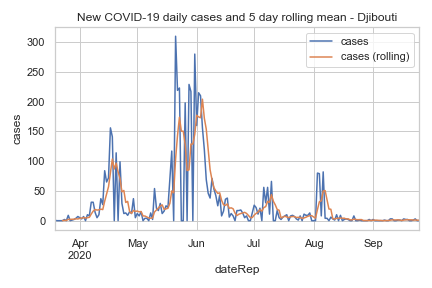 New COVID-19 daily cases and 5 day rolling mean - Djibouti
cases
cases (rolling)
300
250
200
150
100
50
0
cases
Apr
2020
May
Jun
Jul
Aug
Sep
dateRep